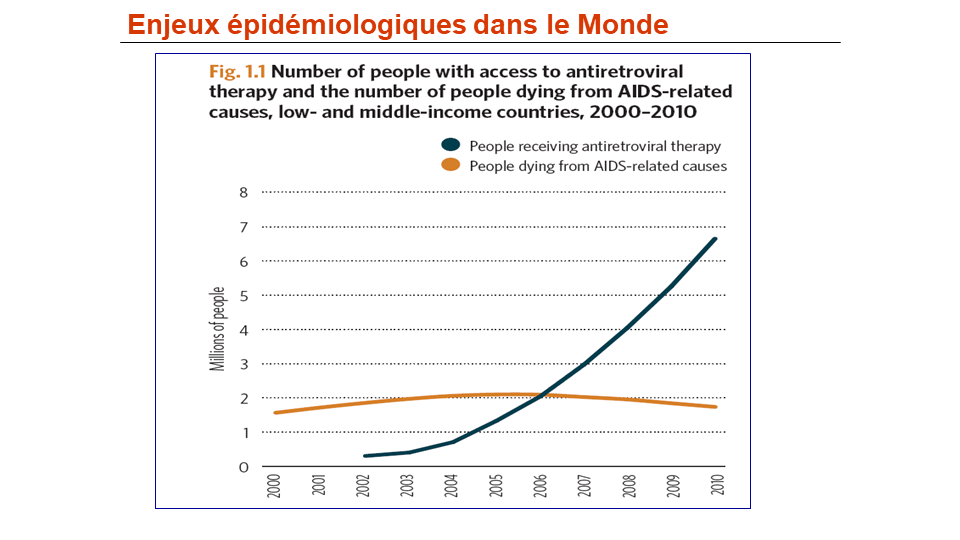 Enjeux épidémiologiques dans le Monde
Fig. 1.1 Number of people with access to antiretroviral
therapy and the number of people dying from AIDS-related
causes, low- and middle-income countries, 2000–2010
People receiving antiretroviral therapy
People dying from AIDS-related causes
Millions of people
8
7
6
5
4
3
2
1
0
2000
2001
2002
2003
2004
2005
2006
2007
2008
2009
2010